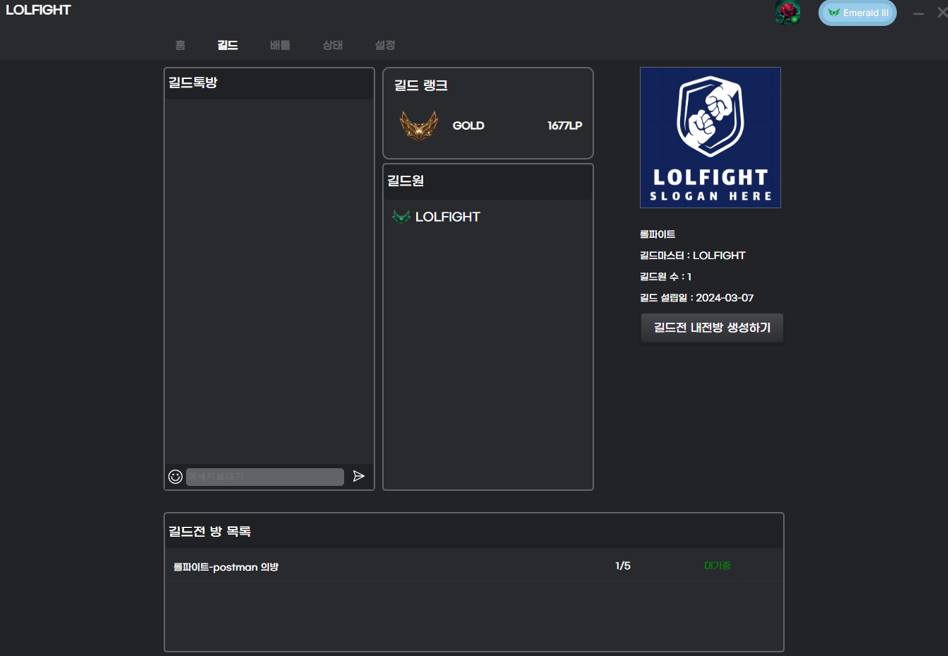 LOLFIGHT
Emerald III
홈 길드 배틀 상태 설정
길드톡방
길드 랭크
GOLD 1677LP
길드원
LOLFIGHT
LOLFIGHT
SLOGAN HERE
롤파이트
길드마스터 : LOLFIGHT
길드원 수 : 1
길드 설립일 : 2024-03-07
길드전 내전방 생성하기
길드전 방 목록
롤파이트-postman 의방 1/5 대기중